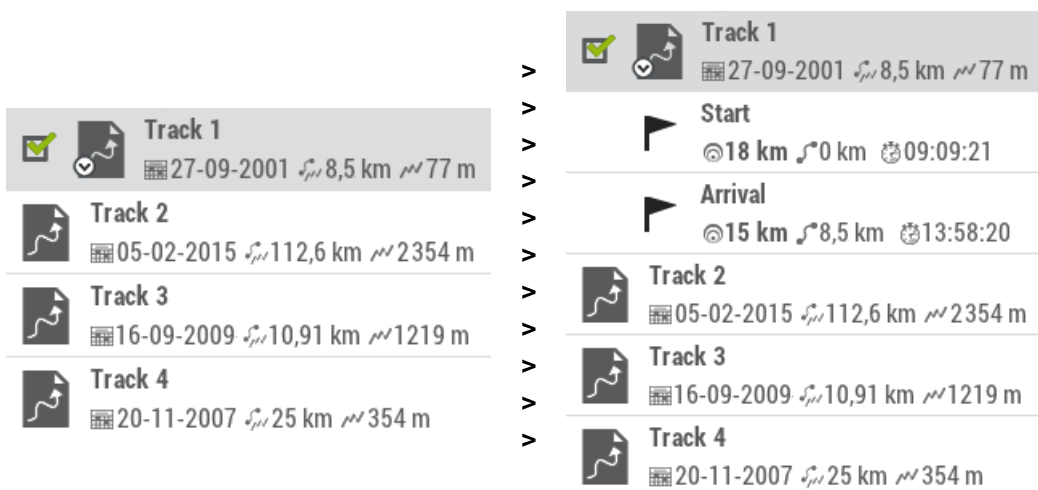 Track 1
27-09-2001 8,5 km 77 m
Track 2
05-02-2015 112,6 km 2354 m
Track 3
16-09-2009 10,91 km 1219 m
Track 4
20-11-2007 25 km 354 m
>
>
>
>
>
>
>
>
>
>
>
Track 1
27-09-2001 8,5 km 77 m
Start
18 km 0 km 09:09:21
Arrival
15 km 8,5 km 13:58:20
Track 2
05-02-2015 112,6 km 2354 m
Track 3
16-09-2009 10,91 km 1219 m
Track 4
20-11-2007 25 km 354 m